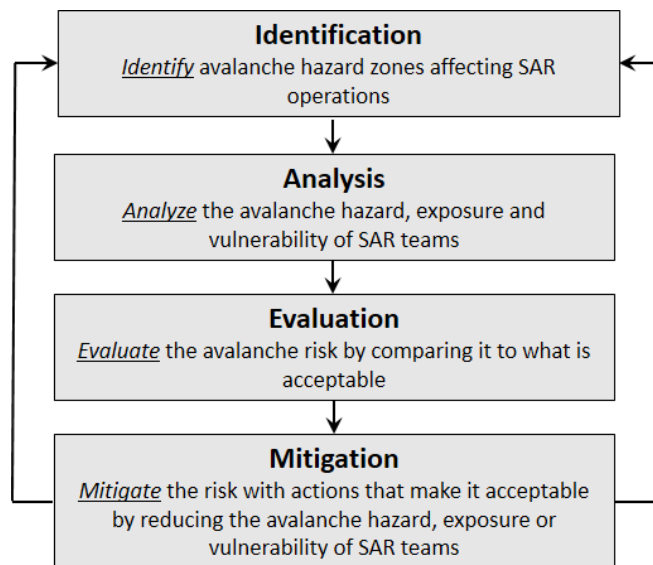 Identification
Identify avalanche hazard zones affecting SAR
operations
Analysis
Analyze the avalanche hazard, exposure and
vulnerability of SAR teams
Evaluation
Evaluate the avalanche risk by comparing it to what is
acceptable
Mitigation
Mitigate the risk with actions that make it acceptable
by reducing the avalanche hazard, exposure or
vulnerability of SAR teams